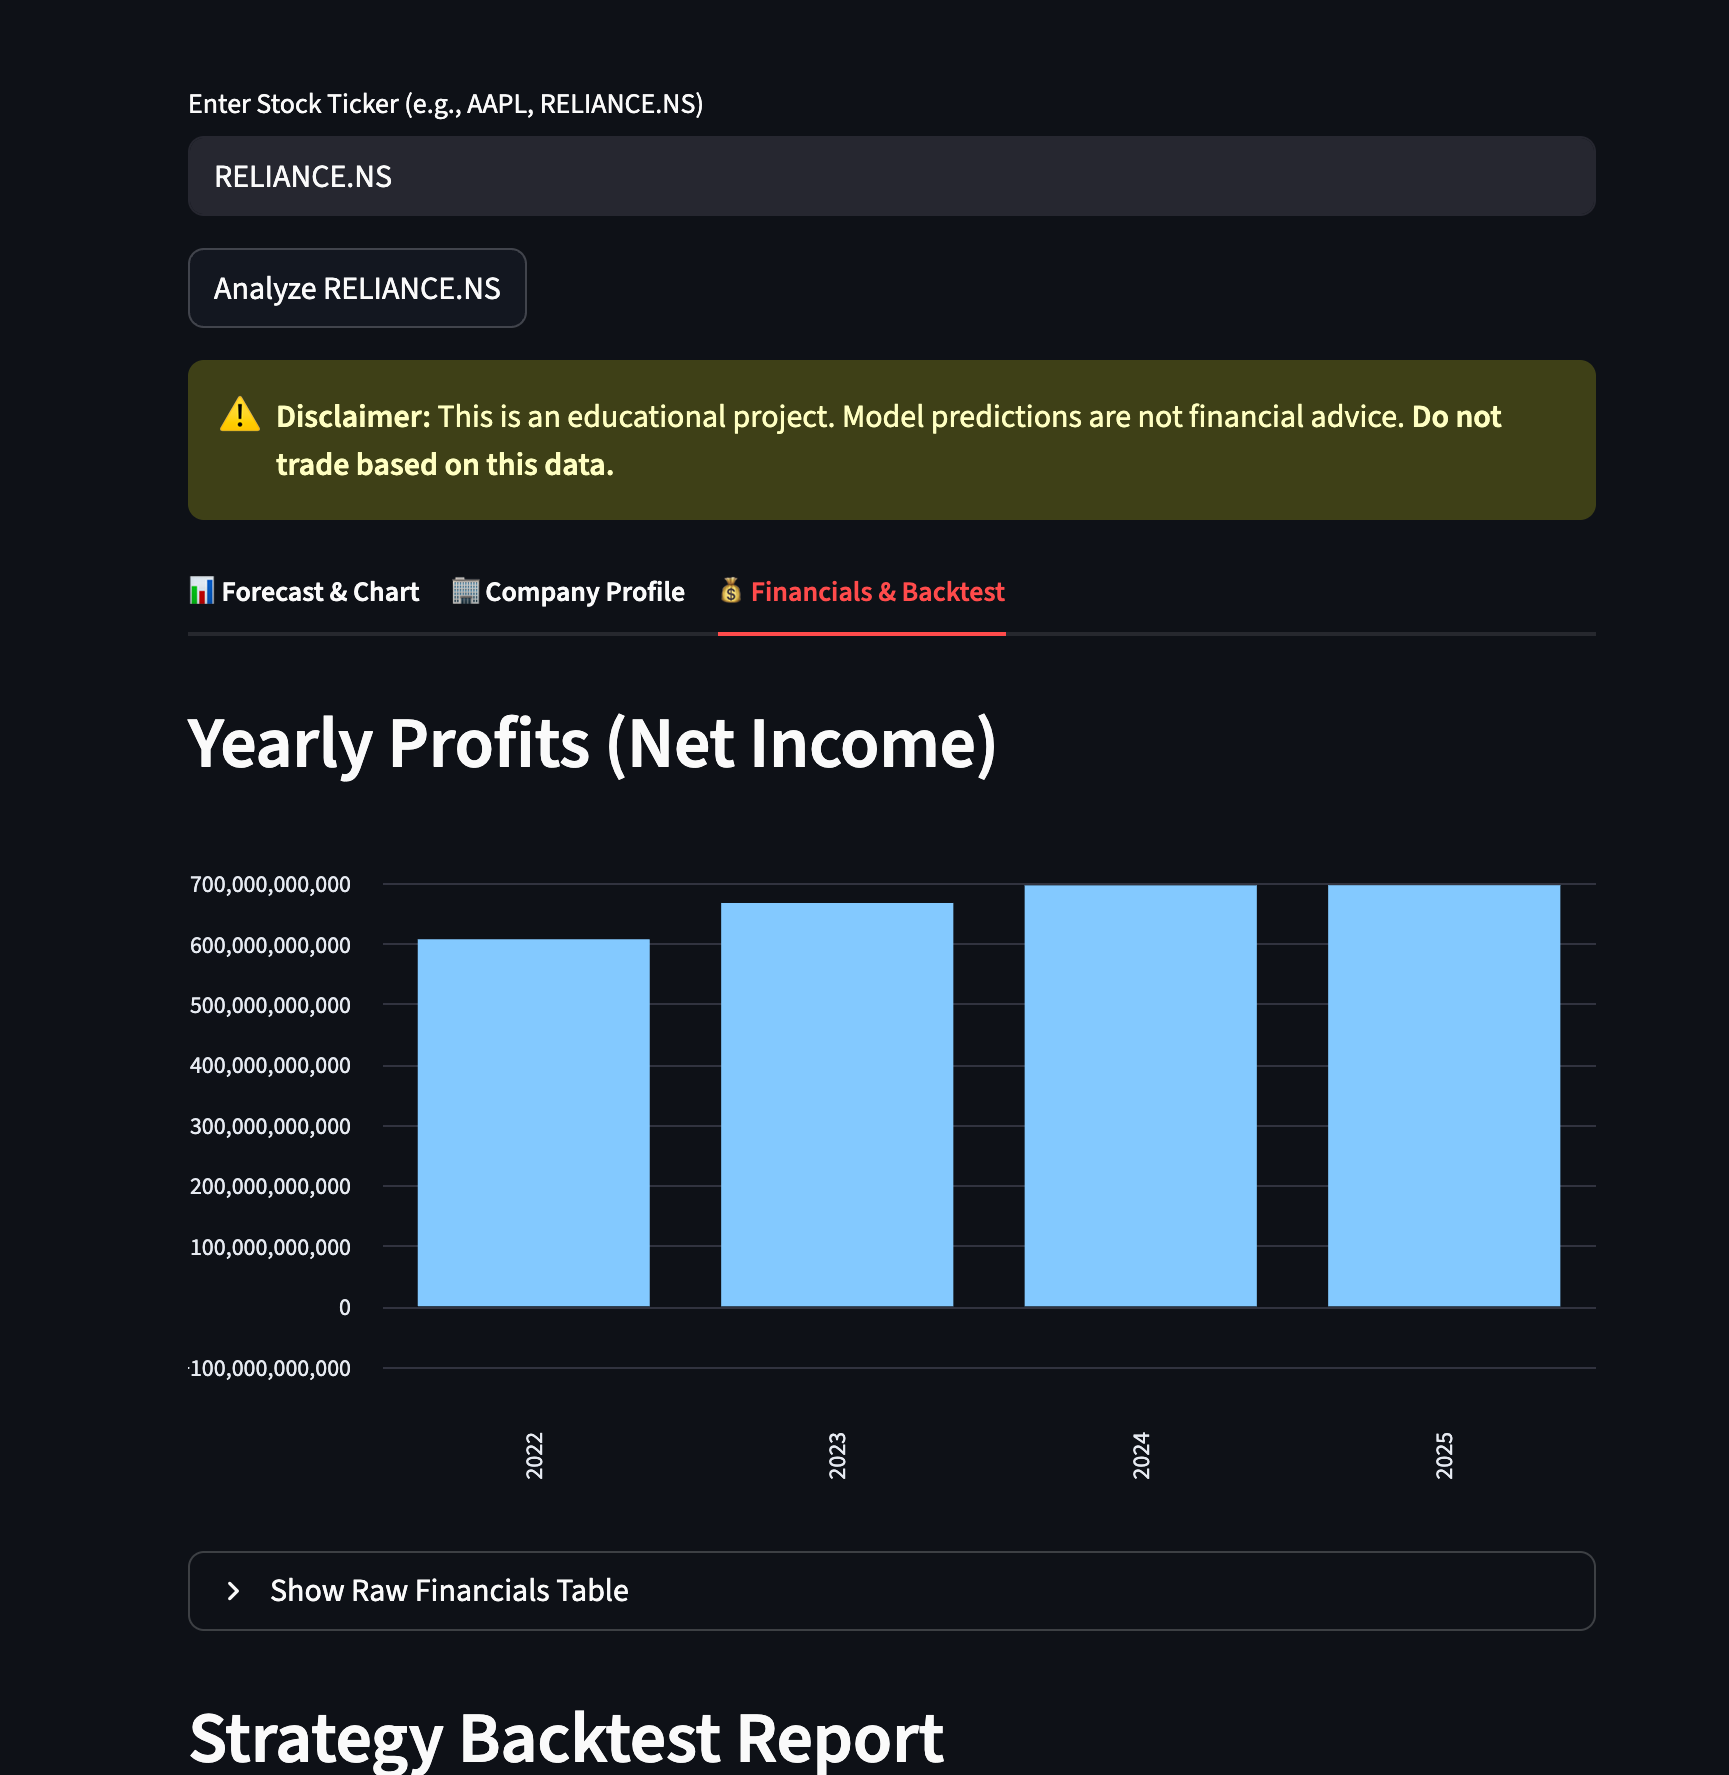 Enter Stock Ticker (e.g., AAPL, RELIANCE.NS)
RELIANCE.NS
Analyze RELIANCE.NS
Disclaimer: This is an educational project. Model predictions are not financial advice. Do not
trade based on this data.
Forecast & Chart Company Profile Financials & Backtest
Yearly Profits (Net Income)
700,000,000,000
600,000,000,000
500,000,000,000
400,000,000,000
300,000,000,000
200,000,000,000
100,000,000,000
0
-100,000,000,000
2022 2023 2024 2025
Show Raw Financials Table
Strategy Backtest Report